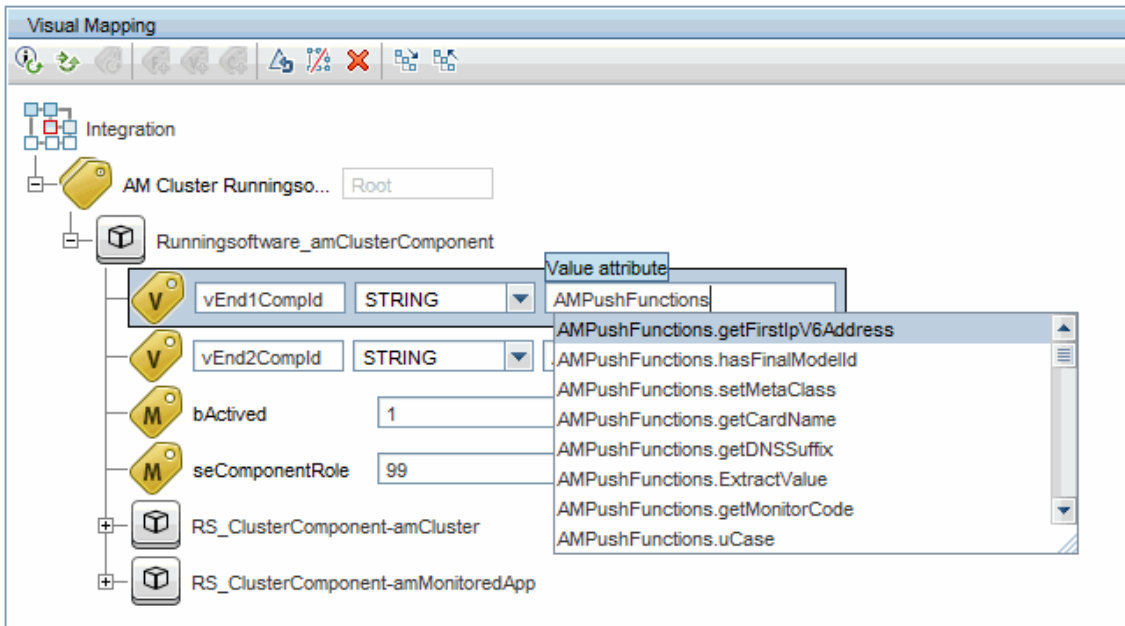 Visual Mapping
Integration
AM Cluster Runningso... Root
Runningsoftware_amClusterComponent
Value attribute
V vEnd1CompId STRING AMPushFunctions
AMPushFunctions.getFirstIpV6Address
V vEnd2CompId STRING
AMPushFunctions.hasFinalModelId
AMPushFunctions.setMetaClass
M bActived 1
AMPushFunctions.getCardName
AMPushFunctions.getDNSSuffix
M seComponentRole 99
AMPushFunctions.ExtractValue
AMPushFunctions.getMonitorCode
RS_ClusterComponent-amCluster
AMPushFunctions.uCase
RS_ClusterComponent-amMonitoredApp